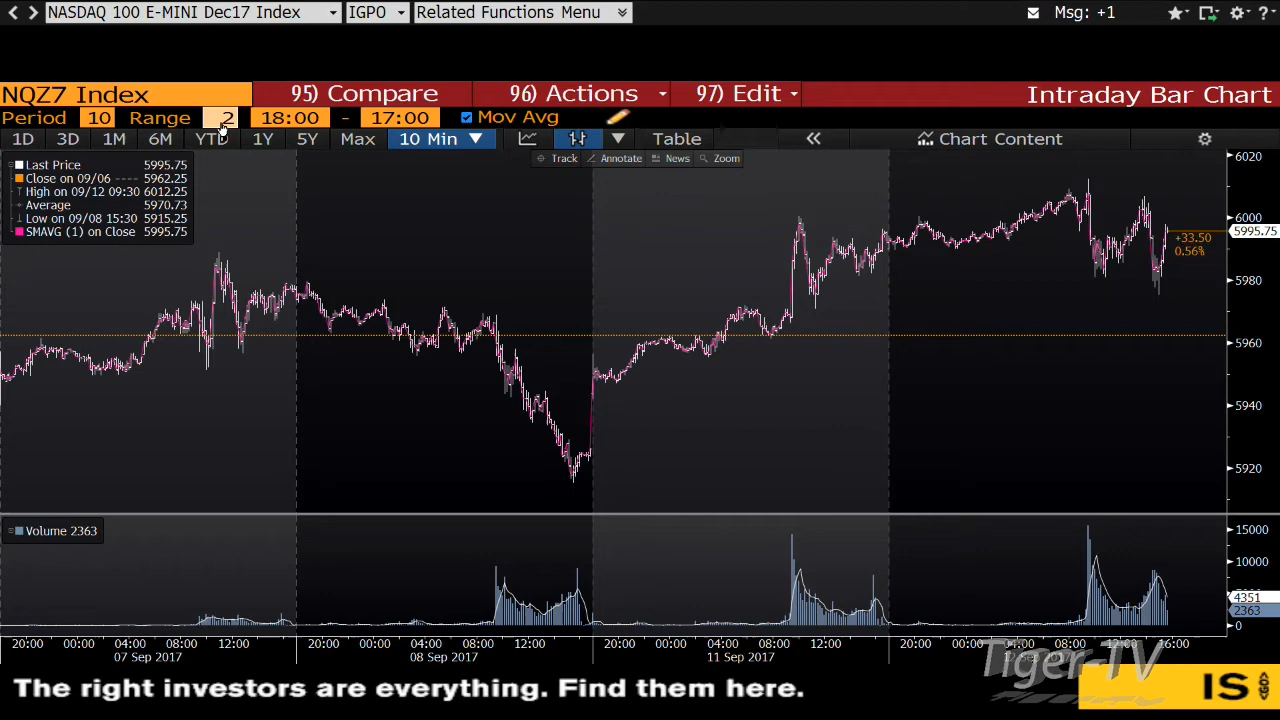 NASDAQ 100 E-MINI Dec17 Index IGPO Related Functions Menu Msg: +1 ?
NQZ7 Index 95) Compare 96) Actions 97) Edit Intraday Bar Chart
Period 10 Range 2 18:00 - 17:00 Mov Avg
1D 3D 1M 6M YTD 1Y 5Y Max 10 Min Table Chart Content
Track Annotate News Zoom
Last Price 5995.75
Close on 09/06 ---- 5962.25
High on 09/12 09:30 6012.25
Average 5970.73
Low on 09/08 15:30 5915.25
SMAVG (1) on Close 5995.75
6020
6000
5995.75
+33.50
0.56%
5980
5960
5940
5920
Volume 2363
15000
10000
4351
2363
0
20:00 00:00 04:00 08:00 12:00 20:00 00:00 04:00 08:00 12:00 20:00 00:00 04:00 08:00 12:00 20:00 00:00 04:00 08:00 12:00 16:00
07 Sep 2017 08 Sep 2017 11 Sep 2017
Tiger-TV
The right investors are everything. Find them here.
IS